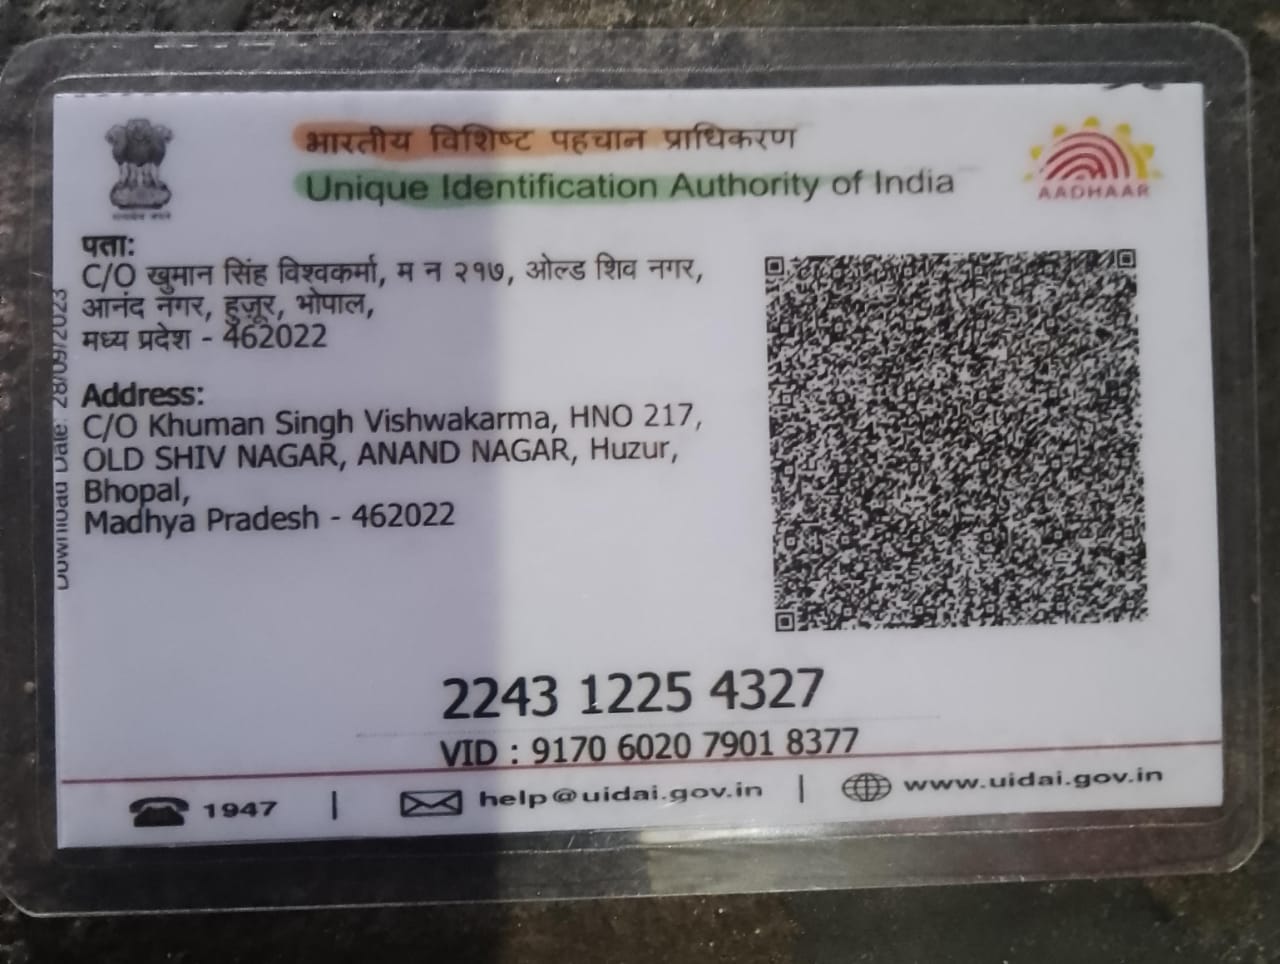 भारतीय विशिष्ट पहचान प्राधिकरण
Unique Identification Authority of India
AADHAAR
पता:
C/O खुमान सिंह विश्वकर्मा, म न २१७, ओल्ड शिव नगर,
आनंद नगर, हुज़ूर, भोपाल,
मध्य प्रदेश - 462022
Address:
C/O Khuman Singh Vishwakarma, HNO 217,
OLD SHIV NAGAR, ANAND NAGAR, Huzur,
Bhopal,
Madhya Pradesh - 462022
Download Date: 28/09/2023
2243 1225 4327
VID : 9170 6020 7901 8377
1947 | help@uidai.gov.in | www.uidai.gov.in